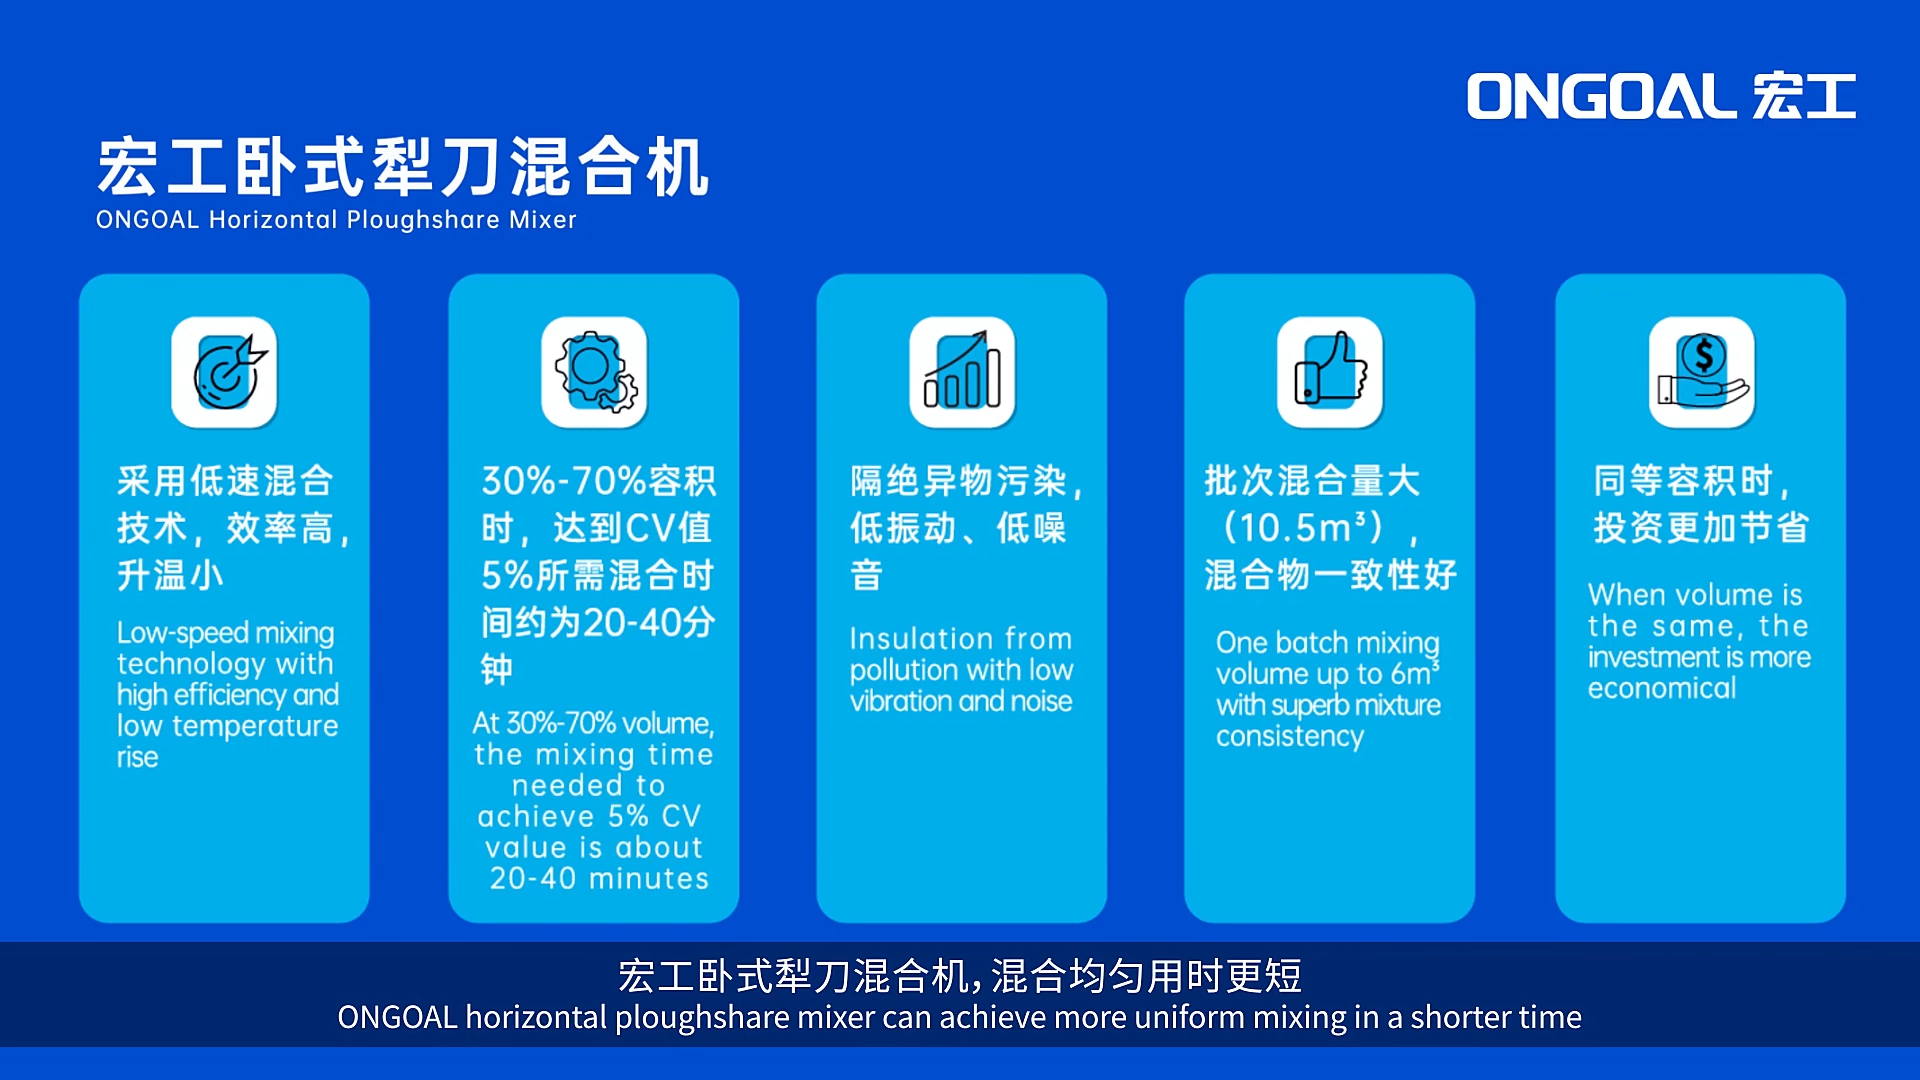 ONGOAL 宏工
宏工卧式犁刀混合机
ONGOAL Horizontal Ploughshare Mixer
采用低速混合
技术，效率高，
升温小
Low-speed mixing
technology with
high efficiency and
low temperature
rise
30%-70%容积
时，达到CV值
5%所需混合时
间约为20-40分
钟
At 30%-70% volume,
the mixing time
needed to
achieve 5% CV
value is about
20-40 minutes
隔绝异物污染，
低振动、低噪
音
Insulation from
pollution with low
vibration and noise
批次混合量大
（10.5m³），
混合物一致性好
One batch mixing
volume up to 6m³
with superb mixture
consistency
$
同等容积时，
投资更加节省
When volume is
the same, the
investment is more
economical
宏工卧式犁刀混合机，混合均匀用时更短
ONGOAL horizontal ploughshare mixer can achieve more uniform mixing in a shorter time